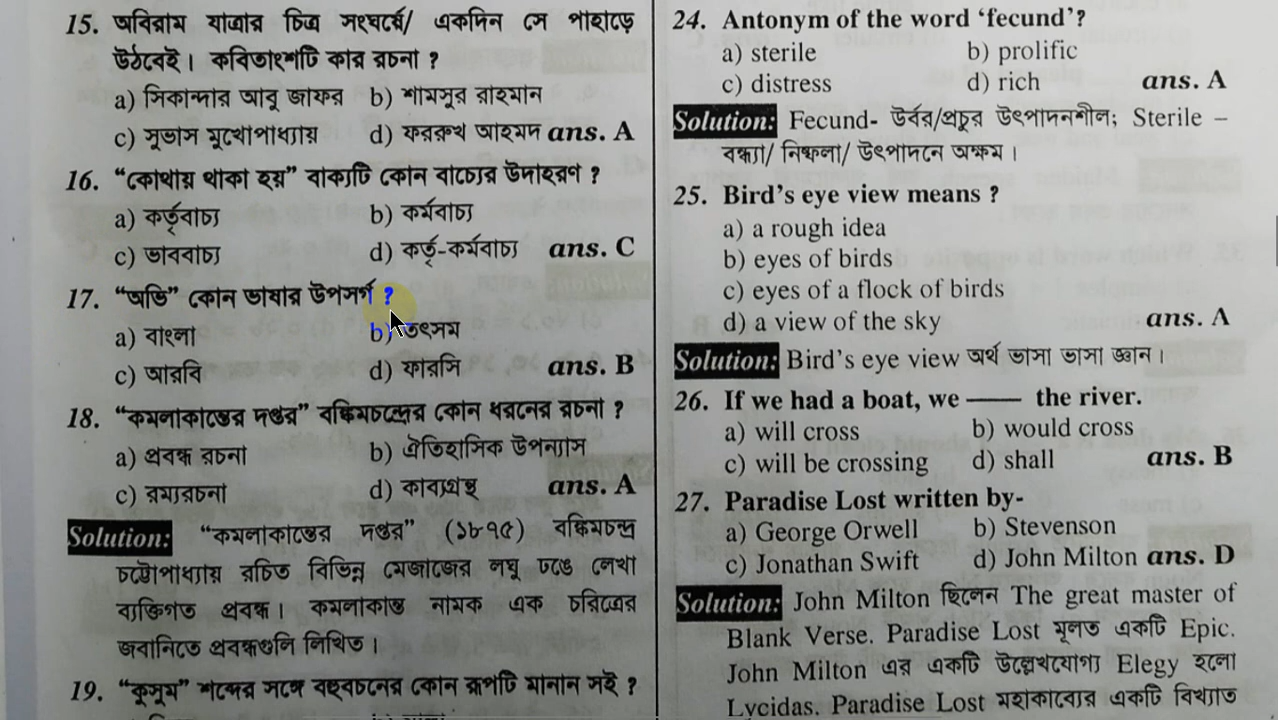 15. অবিরাম যাত্রার চিত্র সংঘর্ষে/ একদিন সে পাহাড়ে
উঠবেই। কবিতাংশটি কার রচনা ?
a) সিকান্দার আবু জাফর b) শামসুর রাহমান
c) সুভাস মুখোপাধ্যায় d) ফররুখ আহমদ ans. A
16. “কোথায় থাকা হয়” বাক্যটি কোন বাচ্যের উদাহরণ ?
a) কর্তৃবাচ্য b) কর্মবাচ্য
c) ভাববাচ্য d) কর্তৃ-কর্মবাচ্য ans. C
17. “অভি” কোন ভাষার উপসর্গ ?
a) বাংলা b) তৎসম
c) আরবি d) ফারসি ans. B
18. “কমলাকান্তের দপ্তর” বঙ্কিমচন্দ্রের কোন ধরনের রচনা ?
a) প্রবন্ধ রচনা b) ঐতিহাসিক উপন্যাস
c) রম্যরচনা d) কাব্যগ্রন্থ ans. A
Solution: “কমলাকান্তের দপ্তর” (১৮৭৫) বঙ্কিমচন্দ্র
চট্টোপাধ্যায় রচিত বিভিন্ন মেজাজের লঘু ঢঙে লেখা
ব্যক্তিগত প্রবন্ধ। কমলাকান্ত নামক এক চরিত্রের
জবানিতে প্রবন্ধগুলি লিখিত।
19. “কুসুম” শব্দের সঙ্গে বহুবচনের কোন রূপটি মানান সই ?
24. Antonym of the word ‘fecund’?
a) sterile b) prolific
c) distress d) rich ans. A
Solution: Fecund- উর্বর/প্রচুর উৎপাদনশীল; Sterile –
বন্ধ্যা/ নিষ্ফলা/ উৎপাদনে অক্ষম।
25. Bird’s eye view means ?
a) a rough idea
b) eyes of birds
c) eyes of a flock of birds
d) a view of the sky ans. A
Solution: Bird’s eye view অর্থ ভাসা ভাসা জ্ঞান।
26. If we had a boat, we —— the river.
a) will cross b) would cross
c) will be crossing d) shall ans. B
27. Paradise Lost written by-
a) George Orwell b) Stevenson
c) Jonathan Swift d) John Milton ans. D
Solution: John Milton ছিলেন The great master of
Blank Verse. Paradise Lost মূলত একটি Epic.
John Milton এর একটি উল্লেখযোগ্য Elegy হলো
Lycidas. Paradise Lost মহাকাব্যের একটি বিখ্যাত